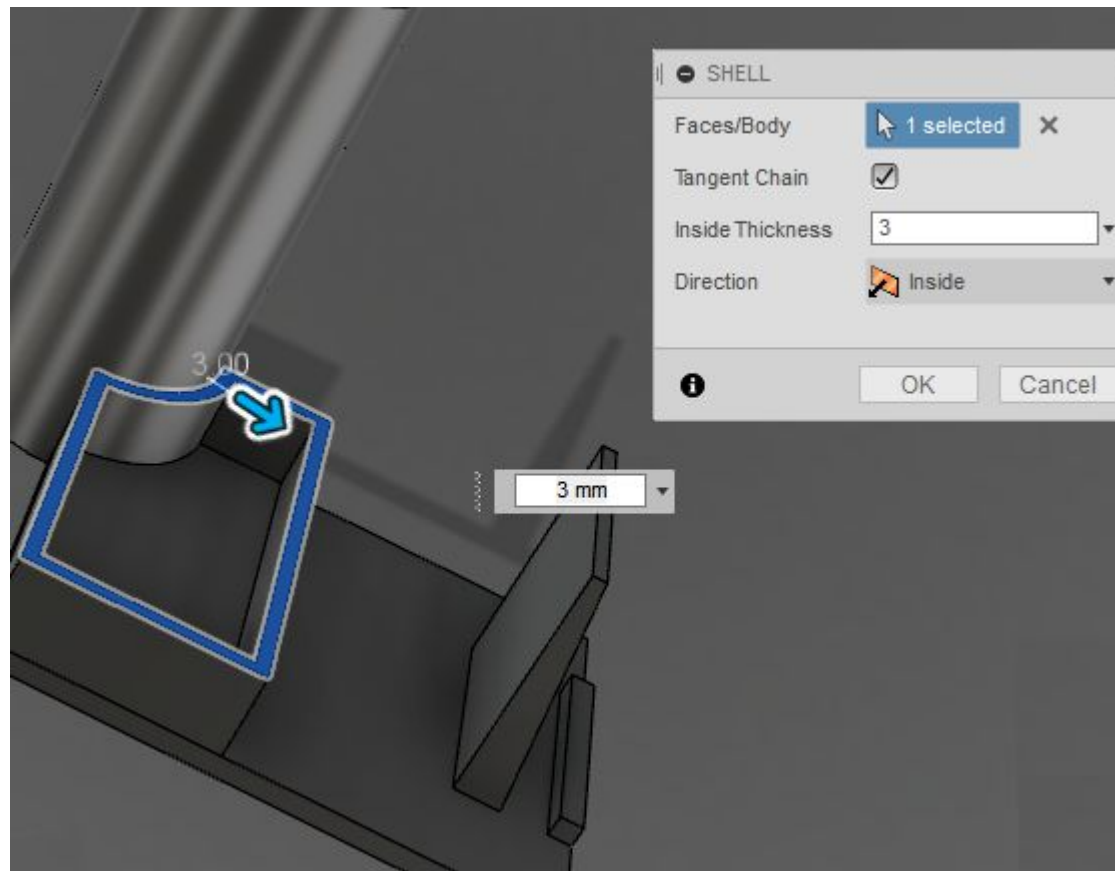 SHELL
Faces/Body 1 selected
Tangent Chain
Inside Thickness 3
Direction Inside
OK Cancel
3.00
3 mm